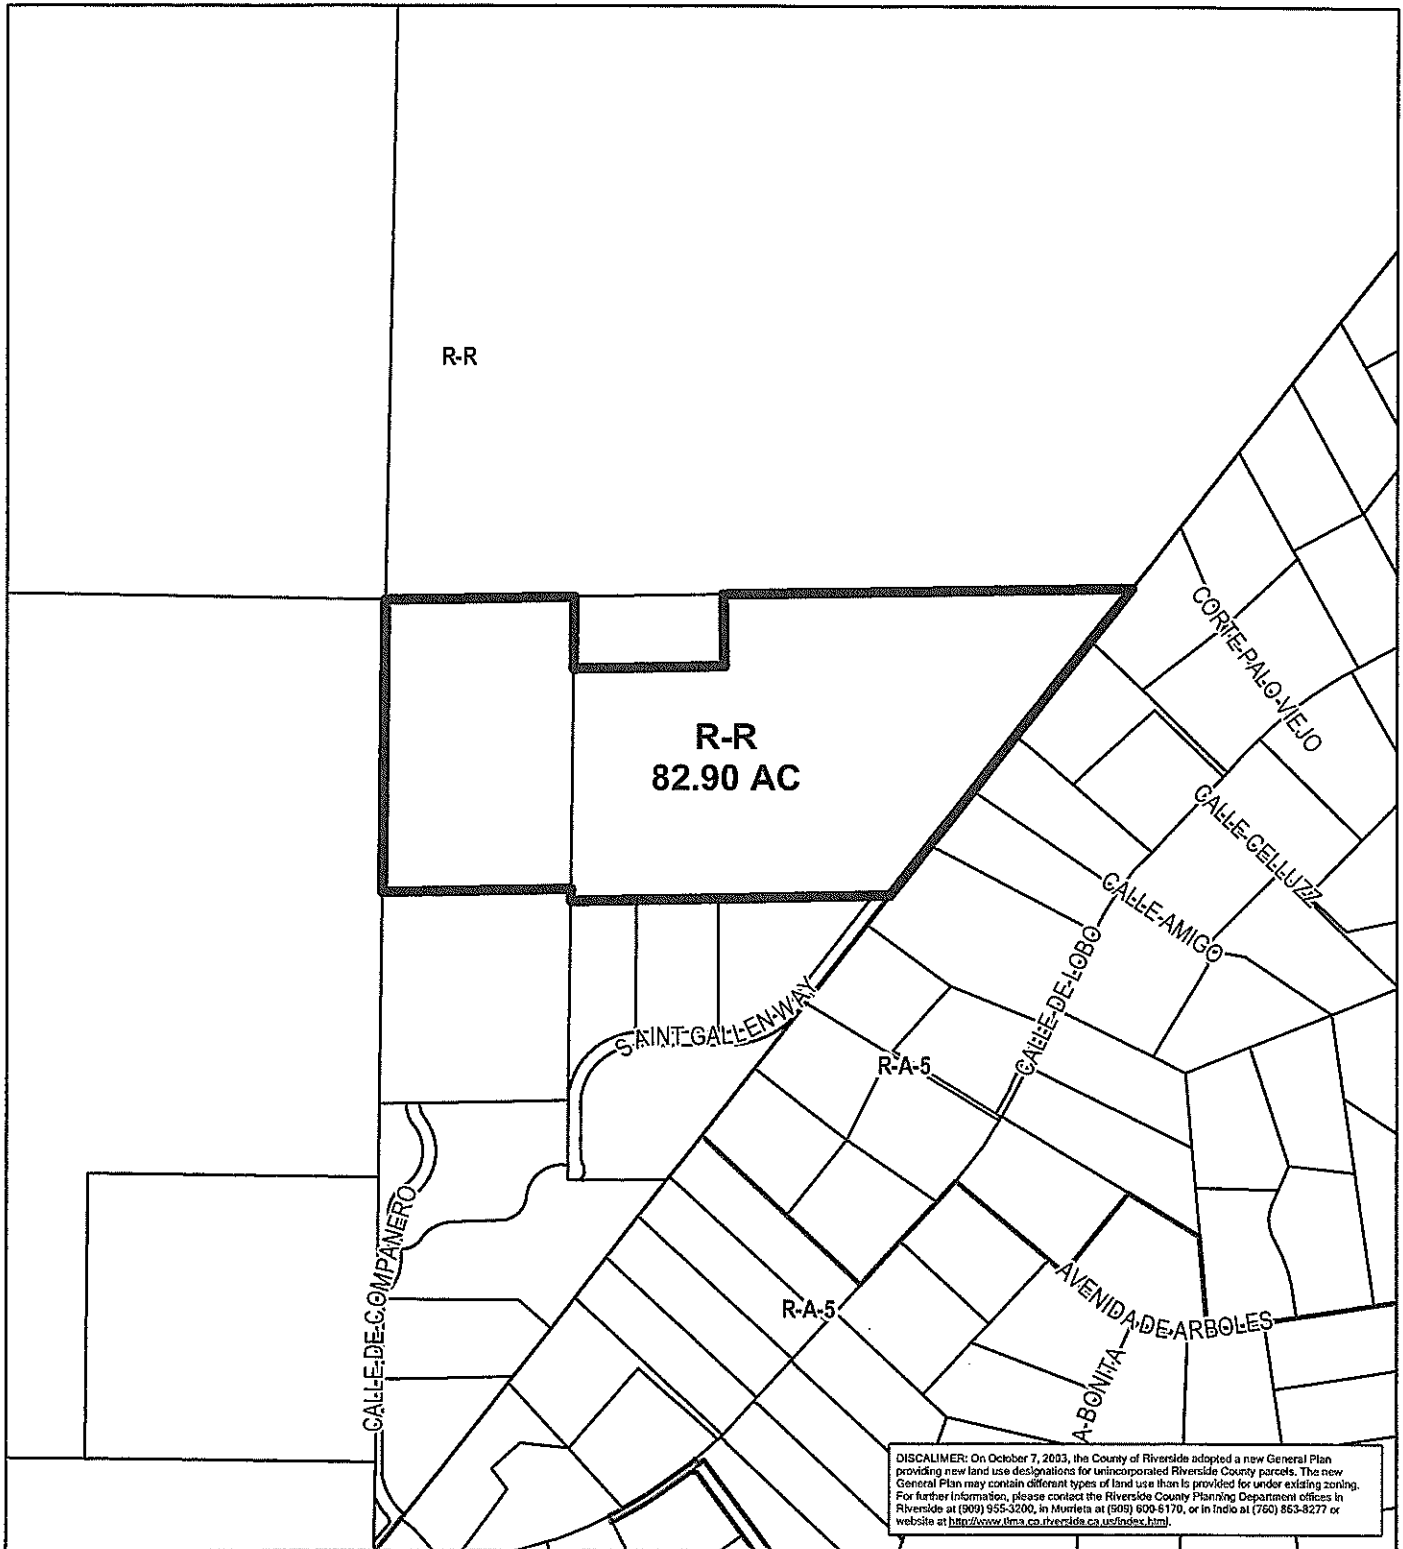 R-R
R-R
82.90 AC
CORTE PALO VIEJO
CALLE CELLUZZ
CALLE AMIGO
CALLE DE LOBO
SAINT GALLEN WAY
R-A-5
CALLE DE COMPANERO
R-A-5
AVENIDA DE ARBOLES
A BONITA
DISCALIMER: On October 7, 2003, the County of Riverside adopted a new General Plan
providing new land use designations for unincorporated Riverside County parcels. The new
General Plan may contain different types of land use than is provided for under existing zoning.
For further information, please contact the Riverside County Planning Department offices in
Riverside at (909) 955-3200, in Murrieta at (909) 600-6170, or in Indio at (760) 863-8277 or
website at http://www.tlma.co.riverside.ca.us/index.html.